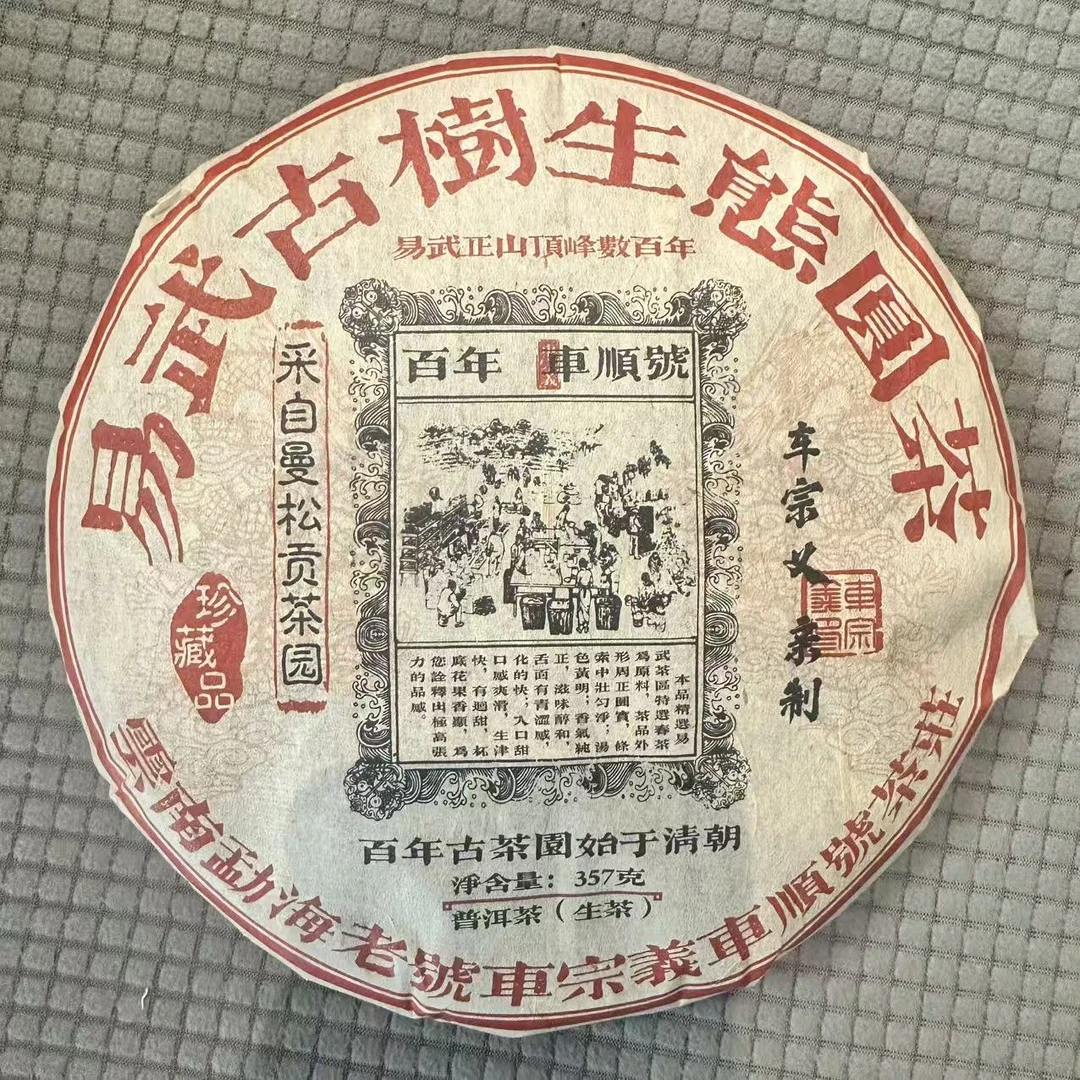 易武古樹生態圓茶
易武正山頂峰數百年
百年 車順號
采自曼松贡茶园
珍藏品
车宗义亲制
車宗
義
本品精選易
武茶區特選春茶
爲原料，茶品外
形周正圓實，條
索中壯勻淨，湯
色黃明，香氣純
正，滋味醇和，
舌面有青澀感，
化的快，入口甜
口感爽滑，生津
快，有迴甜，杯
底花果香顯，爲
您詮釋出極高張
力的品感。
百年古茶園始于清朝
淨含量：357克
普洱茶（生茶）
雲南勐海老號車宗義車順號茶莊